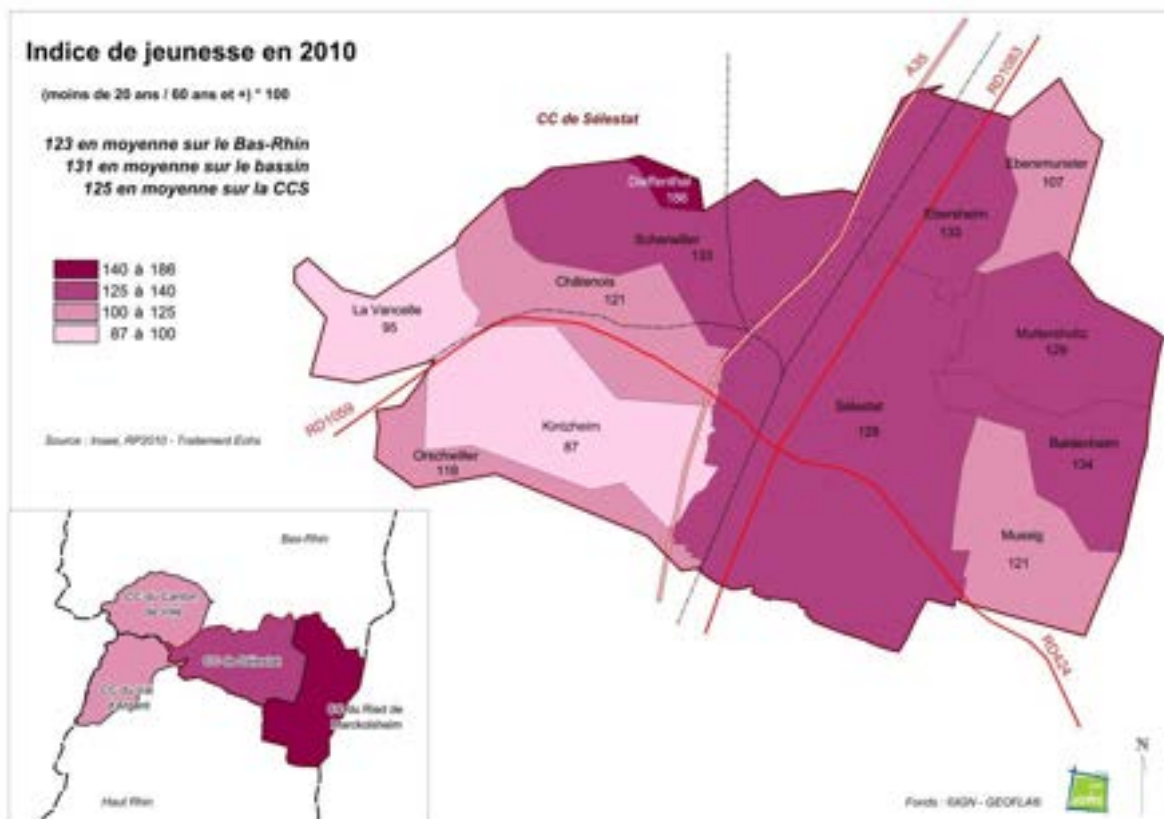 Indice de jeunesse en 2010
(moins de 20 ans / 60 ans et +) * 100
123 en moyenne sur le Bas-Rhin
131 en moyenne sur le bassin
125 en moyenne sur la CCS
140 à 186
125 à 140
100 à 125
87 à 100
Source : Insee, RP2010 - Traitement
CC de Sélestat
A35
RD1083
Ebersmunster
107
Dieffenthal
186
Ebersheim
133
Scherwiller
133
Châtenois
121
La Vancelle
95
Muttersholtz
129
RD1059
Sélestat
Kintzheim
87
Orschwiller
118
Baldenheim
134
Mussig
121
RD424
Bas-Rhin
CC du Canton
de Villé
CC de Sélestat
CC du Val
d'Argent
CC du Ried de
Marckolsheim
Haut Rhin
N
Fonds : ©IGN - GEOFLA®